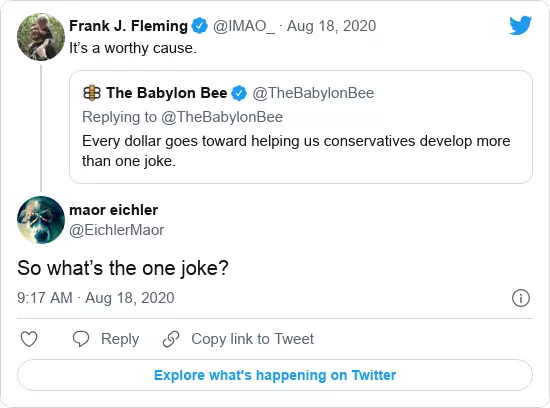 Frank J. Fleming @IMAO_ · Aug 18, 2020
It’s a worthy cause.
The Babylon Bee @TheBabylonBee
Replying to @TheBabylonBee
Every dollar goes toward helping us conservatives develop more
than one joke.
maor eichler
@EichlerMaor
So what’s the one joke?
9:17 AM · Aug 18, 2020
Reply Copy link to Tweet
Explore what's happening on Twitter